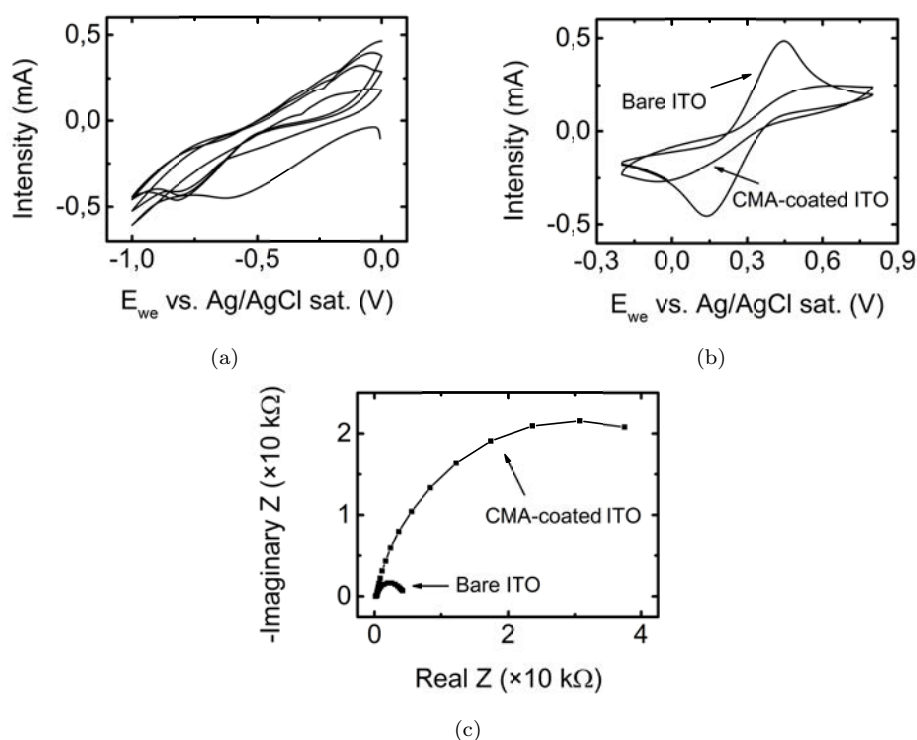 0,5
0,0
-0,5
Intensity (mA)
-1,0
-0,5
0,0
E_we vs. Ag/AgCl sat. (V)
(a)
0,5
0,0
-0,5
Intensity (mA)
Bare ITO
CMA-coated ITO
-0,3
0,0
0,3
0,6
0,9
E_we vs. Ag/AgCl sat. (V)
(b)
2
1
0
-Imaginary Z (×10 kΩ)
CMA-coated ITO
Bare ITO
0
2
4
Real Z (×10 kΩ)
(c)